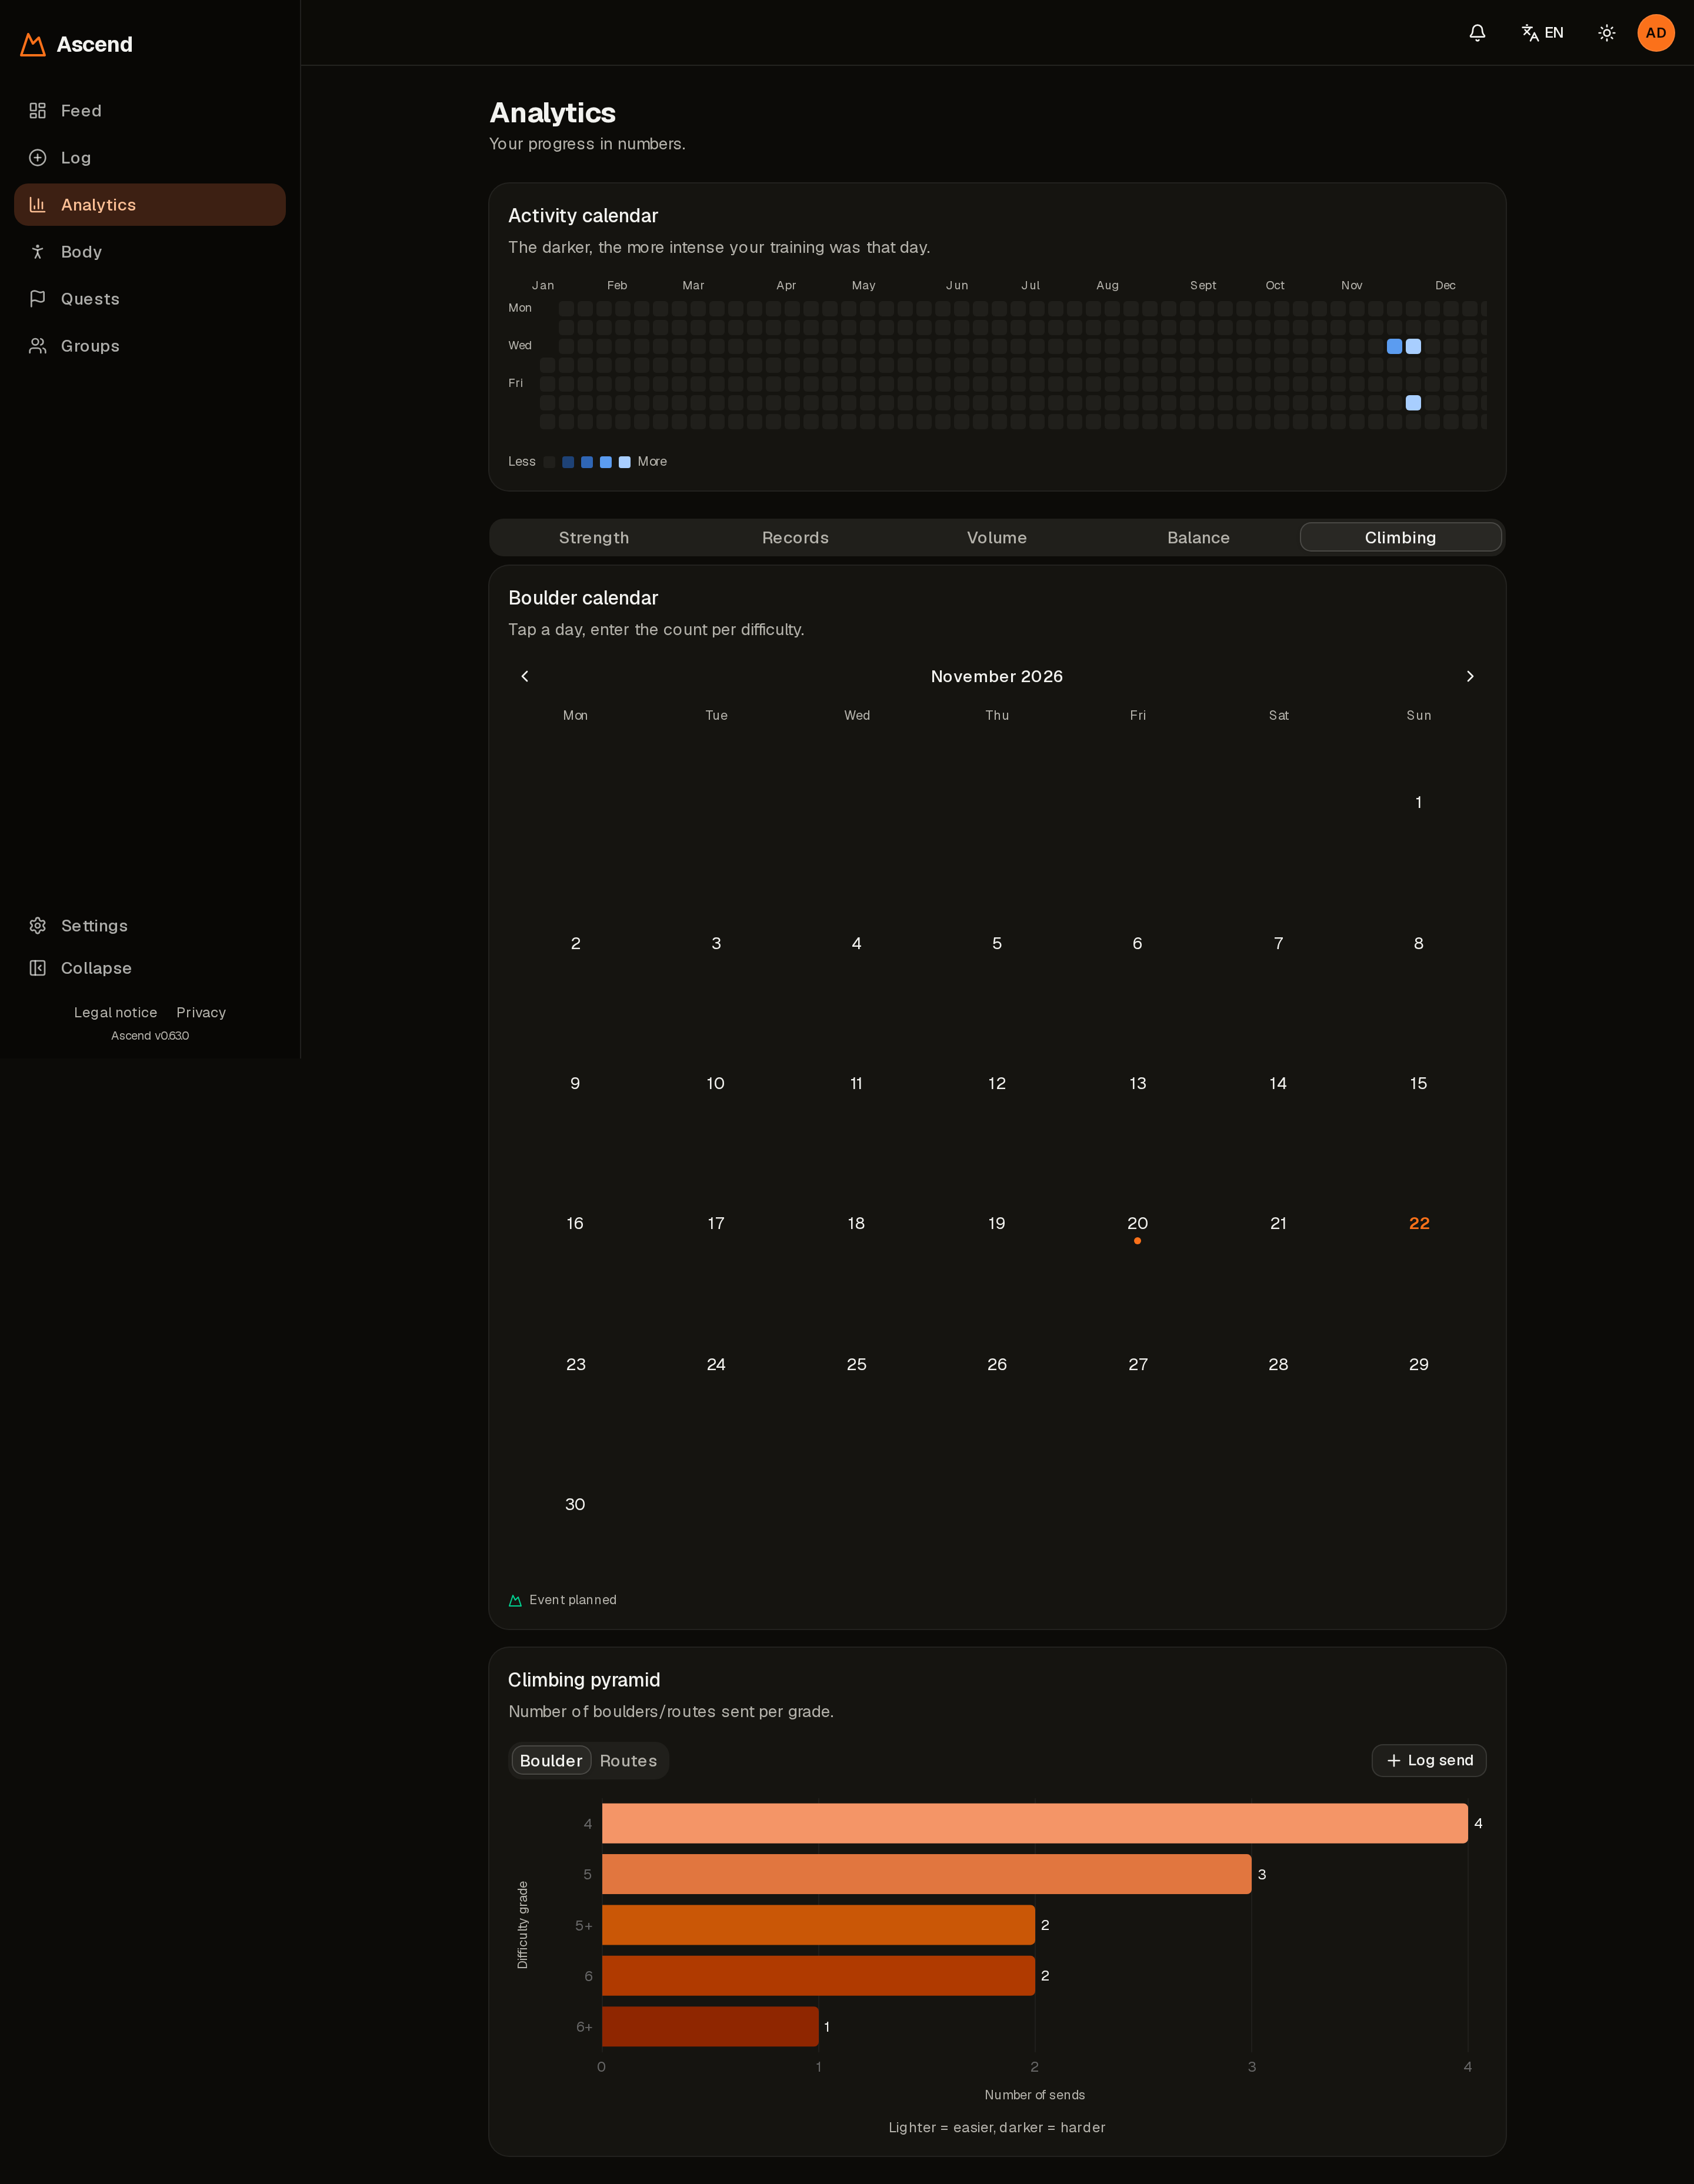 Ascend
EN
AD
Feed
Log
Analytics
Body
Quests
Groups
Settings
Collapse
Legal notice Privacy
Ascend v0.63.0
Analytics
Your progress in numbers.
Activity calendar
The darker, the more intense your training was that day.
Jan Feb Mar Apr May Jun Jul Aug Sept Oct Nov Dec
Mon
Wed
Fri
Less More
Strength Records Volume Balance Climbing
Boulder calendar
Tap a day, enter the count per difficulty.
November 2026
Mon Tue Wed Thu Fri Sat Sun
1
2 3 4 5 6 7 8
9 10 11 12 13 14 15
16 17 18 19 20 21 22
23 24 25 26 27 28 29
30
Event planned
Climbing pyramid
Number of boulders/routes sent per grade.
Boulder Routes
Log send
Difficulty grade
4 4
5 3
5+ 2
6 2
6+ 1
0 1 2 3 4
Number of sends
Lighter = easier, darker = harder